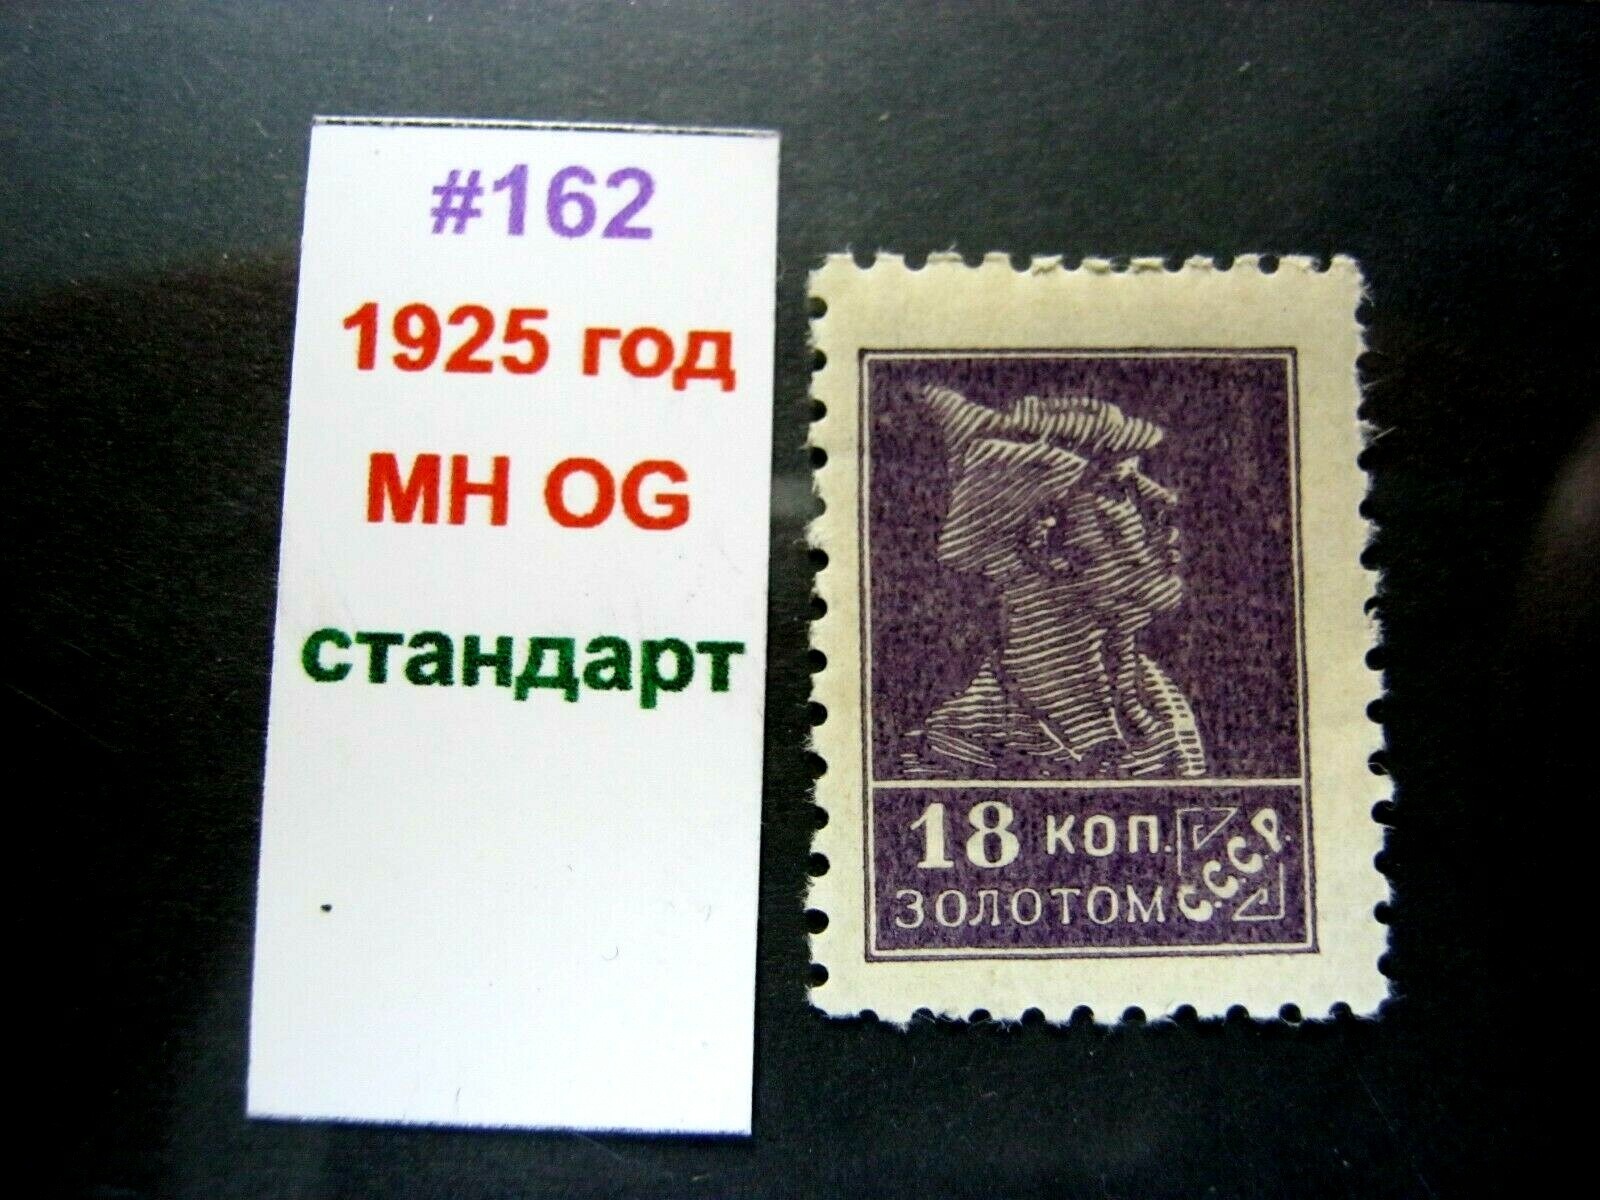 #162
1925 год
MH OG
стандарт
18 коп.
ЗОЛОТОМ
С.С.С.Р.